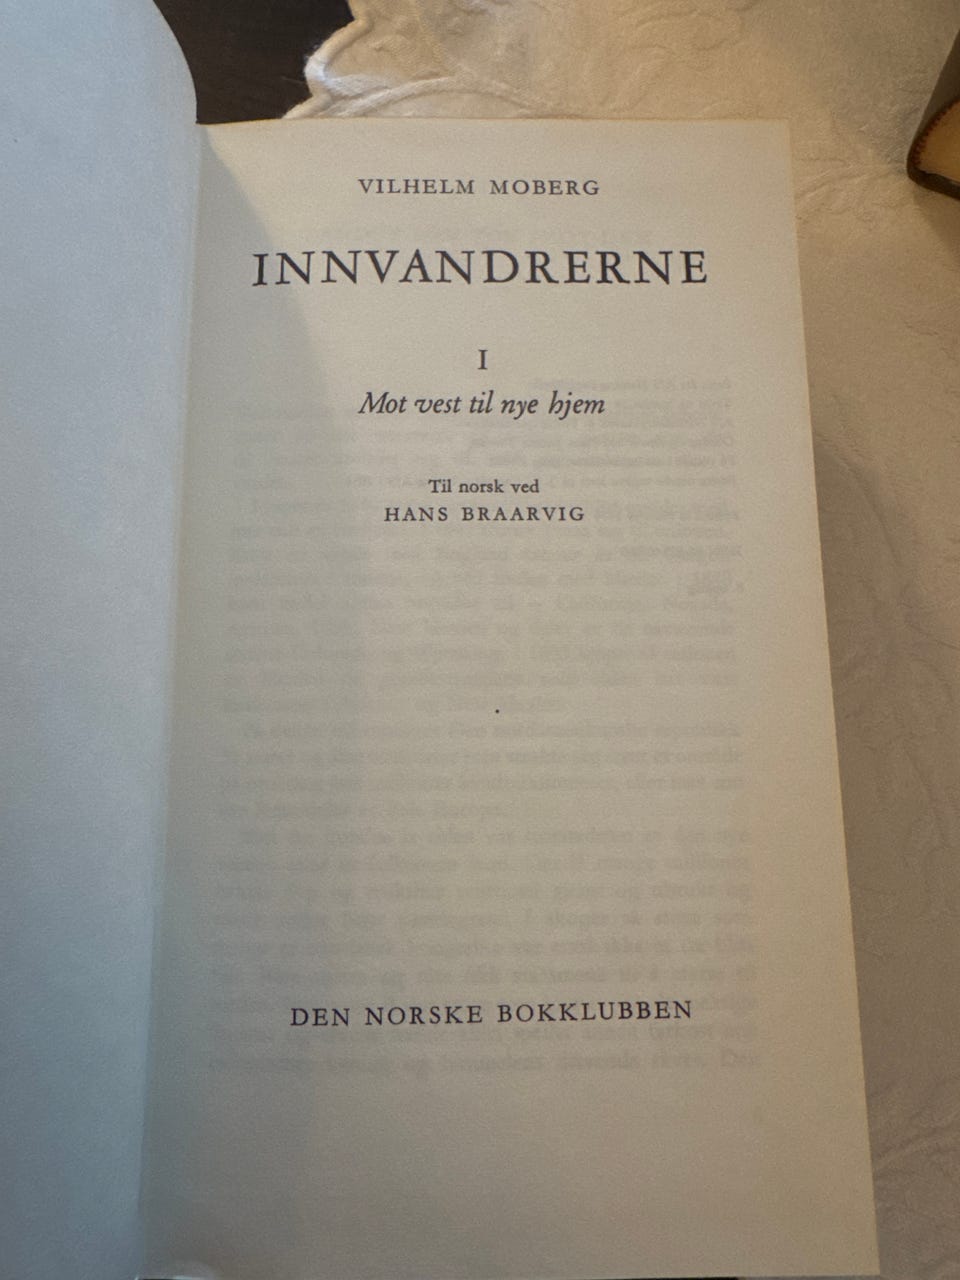 VILHELM MOBERG
INNVANDRERNE
I
Mot vest til nye hjem
Til norsk ved
HANS BRAARVIG
DEN NORSKE BOKKLUBBEN